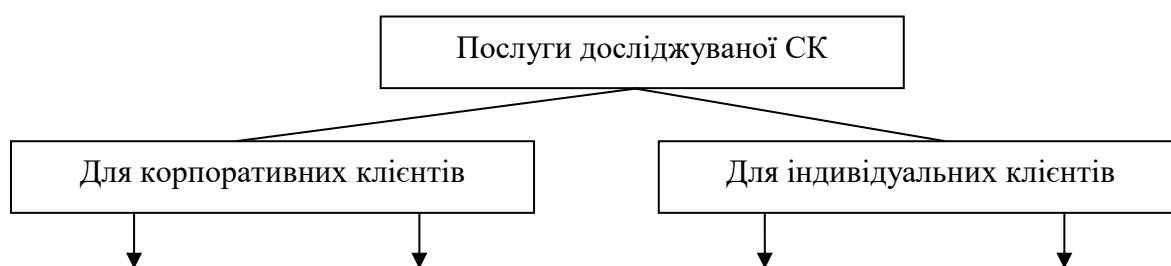 Послуги досліджуваної СК
Для корпоративних клієнтів
Для індивідуальних клієнтів